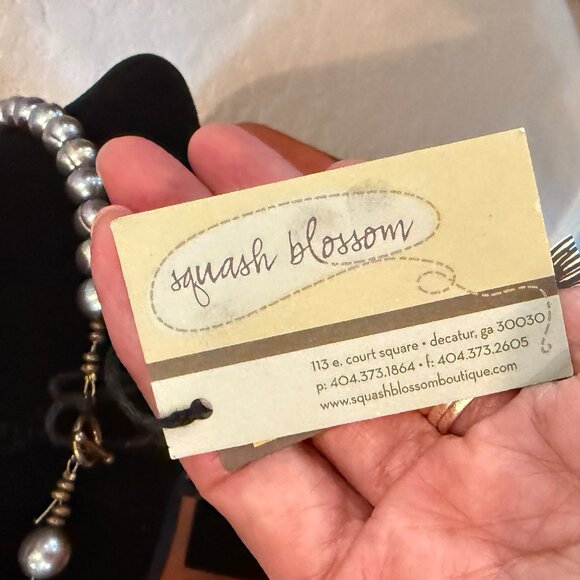 squash blossom
113 e. court square • decatur, ga 30030
p: 404.373.1864 • f: 404.373.2605
www.squashblossomboutique.com